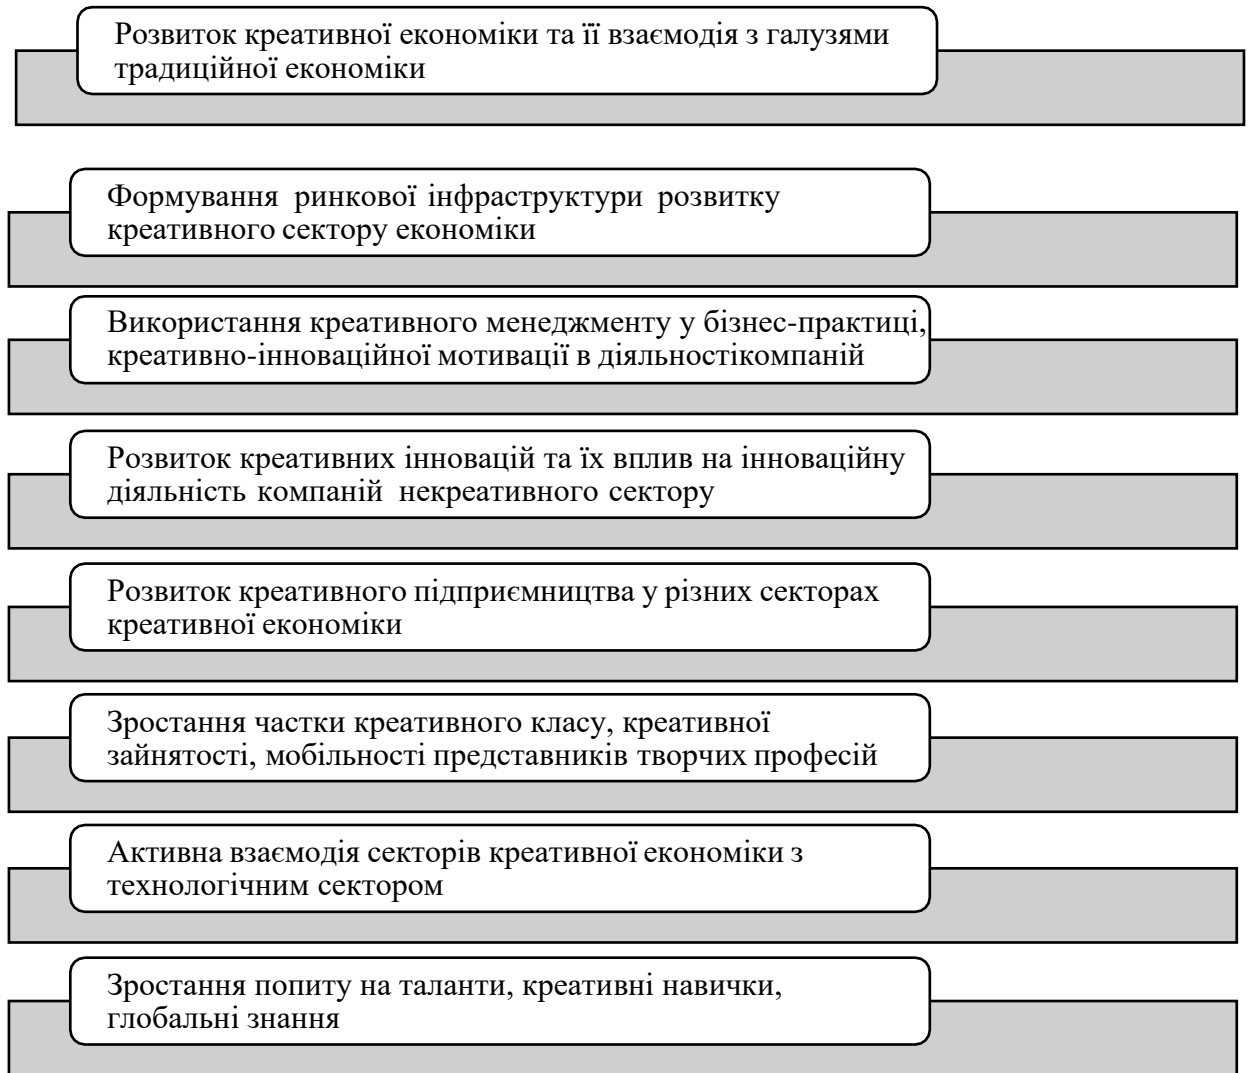 Розвиток креативної економіки та її взаємодія з галузями
традиційної економіки
Формування ринкової інфраструктури розвитку
креативного сектору економіки
Використання креативного менеджменту у бізнес-практиці,
креативно-інноваційної мотивації в діяльностікомпаній
Розвиток креативних інновацій та їх вплив на інноваційну
діяльність компаній некреативного сектору
Розвиток креативного підприємництва у різних секторах
креативної економіки
Зростання частки креативного класу, креативної
зайнятості, мобільності представників творчих професій
Активна взаємодія секторів креативної економіки з
технологічним сектором
Зростання попиту на таланти, креативні навички,
глобальні знання